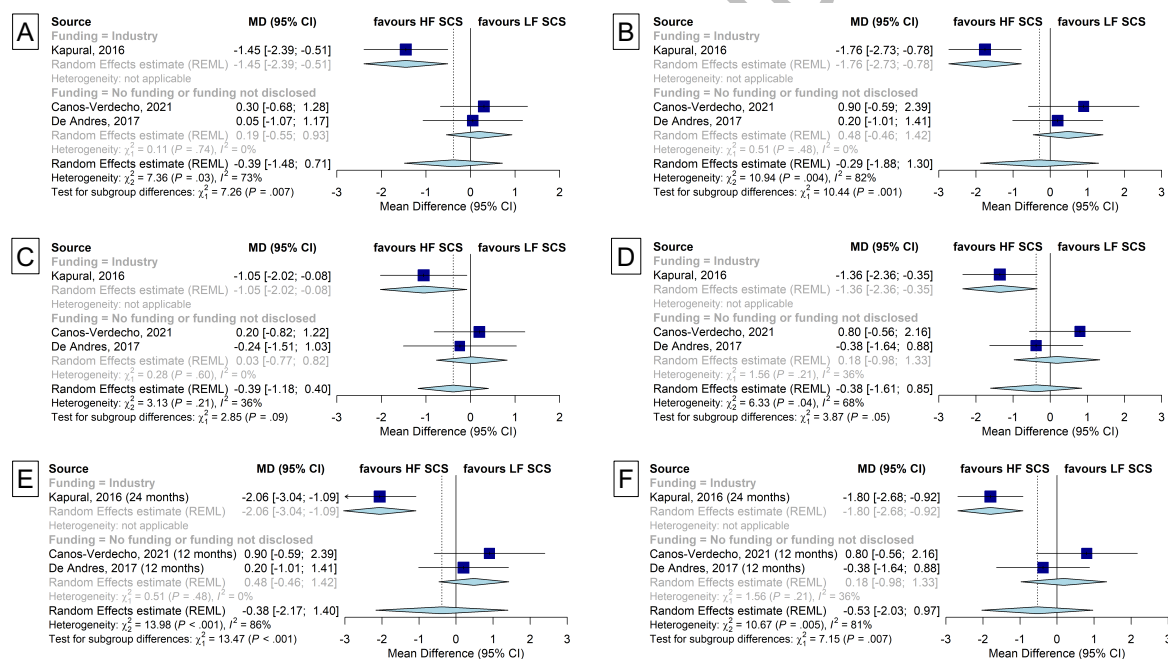 A
Source MD (95% CI) favours HF SCS favours LF SCS
Funding = Industry
Kapural, 2016 -1.45 [-2.39; -0.51]
Random Effects estimate (REML) -1.45 [-2.39; -0.51]
Heterogeneity: not applicable
Funding = No funding or funding not disclosed
Canos-Verdecho, 2021 0.30 [-0.68; 1.28]
De Andres, 2017 0.05 [-1.07; 1.17]
Random Effects estimate (REML) 0.19 [-0.55; 0.93]
Heterogeneity: χ²₁ = 0.11 (P = .74), I² = 0%
Random Effects estimate (REML) -0.39 [-1.48; 0.71]
Heterogeneity: χ²₂ = 7.36 (P = .03), I² = 73%
Test for subgroup differences: χ²₁ = 7.26 (P = .007)
-3 -2 -1 0 1 2
Mean Difference (95% CI)
B
Source MD (95% CI) favours HF SCS favours LF SCS
Funding = Industry
Kapural, 2016 -1.76 [-2.73; -0.78]
Random Effects estimate (REML) -1.76 [-2.73; -0.78]
Heterogeneity: not applicable
Funding = No funding or funding not disclosed
Canos-Verdecho, 2021 0.90 [-0.59; 2.39]
De Andres, 2017 0.20 [-1.01; 1.41]
Random Effects estimate (REML) 0.48 [-0.46; 1.42]
Heterogeneity: χ²₁ = 0.51 (P = .48), I² = 0%
Random Effects estimate (REML) -0.29 [-1.88; 1.30]
Heterogeneity: χ²₂ = 10.94 (P = .004), I² = 82%
Test for subgroup differences: χ²₁ = 10.44 (P = .001)
-3 -2 -1 0 1 2 3
Mean Difference (95% CI)
C
Source MD (95% CI) favours HF SCS favours LF SCS
Funding = Industry
Kapural, 2016 -1.05 [-2.02; -0.08]
Random Effects estimate (REML) -1.05 [-2.02; -0.08]
Heterogeneity: not applicable
Funding = No funding or funding not disclosed
Canos-Verdecho, 2021 0.20 [-0.82; 1.22]
De Andres, 2017 -0.24 [-1.51; 1.03]
Random Effects estimate (REML) 0.03 [-0.77; 0.82]
Heterogeneity: χ²₁ = 0.28 (P = .60), I² = 0%
Random Effects estimate (REML) -0.39 [-1.18; 0.40]
Heterogeneity: χ²₂ = 3.13 (P = .21), I² = 36%
Test for subgroup differences: χ²₁ = 2.85 (P = .09)
-3 -2 -1 0 1 2
Mean Difference (95% CI)
D
Source MD (95% CI) favours HF SCS favours LF SCS
Funding = Industry
Kapural, 2016 -1.36 [-2.36; -0.35]
Random Effects estimate (REML) -1.36 [-2.36; -0.35]
Heterogeneity: not applicable
Funding = No funding or funding not disclosed
Canos-Verdecho, 2021 0.80 [-0.56; 2.16]
De Andres, 2017 -0.38 [-1.64; 0.88]
Random Effects estimate (REML) 0.18 [-0.98; 1.33]
Heterogeneity: χ²₁ = 1.56 (P = .21), I² = 36%
Random Effects estimate (REML) -0.38 [-1.61; 0.85]
Heterogeneity: χ²₂ = 6.33 (P = .04), I² = 68%
Test for subgroup differences: χ²₁ = 3.87 (P = .05)
-3 -2 -1 0 1 2 3
Mean Difference (95% CI)
E
Source MD (95% CI) favours HF SCS favours LF SCS
Funding = Industry
Kapural, 2016 (24 months) -2.06 [-3.04; -1.09]
Random Effects estimate (REML) -2.06 [-3.04; -1.09]
Heterogeneity: not applicable
Funding = No funding or funding not disclosed
Canos-Verdecho, 2021 (12 months) 0.90 [-0.59; 2.39]
De Andres, 2017 (12 months) 0.20 [-1.01; 1.41]
Random Effects estimate (REML) 0.48 [-0.46; 1.42]
Heterogeneity: χ²₁ = 0.51 (P = .48), I² = 0%
Random Effects estimate (REML) -0.38 [-2.17; 1.40]
Heterogeneity: χ²₂ = 13.98 (P < .001), I² = 86%
Test for subgroup differences: χ²₁ = 13.47 (P < .001)
-3 -2 -1 0 1 2 3
Mean Difference (95% CI)
F
Source MD (95% CI) favours HF SCS favours LF SCS
Funding = Industry
Kapural, 2016 (24 months) -1.80 [-2.68; -0.92]
Random Effects estimate (REML) -1.80 [-2.68; -0.92]
Heterogeneity: not applicable
Funding = No funding or funding not disclosed
Canos-Verdecho, 2021 (12 months) 0.80 [-0.56; 2.16]
De Andres, 2017 (12 months) -0.38 [-1.64; 0.88]
Random Effects estimate (REML) 0.18 [-0.98; 1.33]
Heterogeneity: χ²₁ = 1.56 (P = .21), I² = 36%
Random Effects estimate (REML) -0.53 [-2.03; 0.97]
Heterogeneity: χ²₂ = 10.67 (P = .005), I² = 81%
Test for subgroup differences: χ²₁ = 7.15 (P = .007)
-3 -2 -1 0 1 2 3
Mean Difference (95% CI)